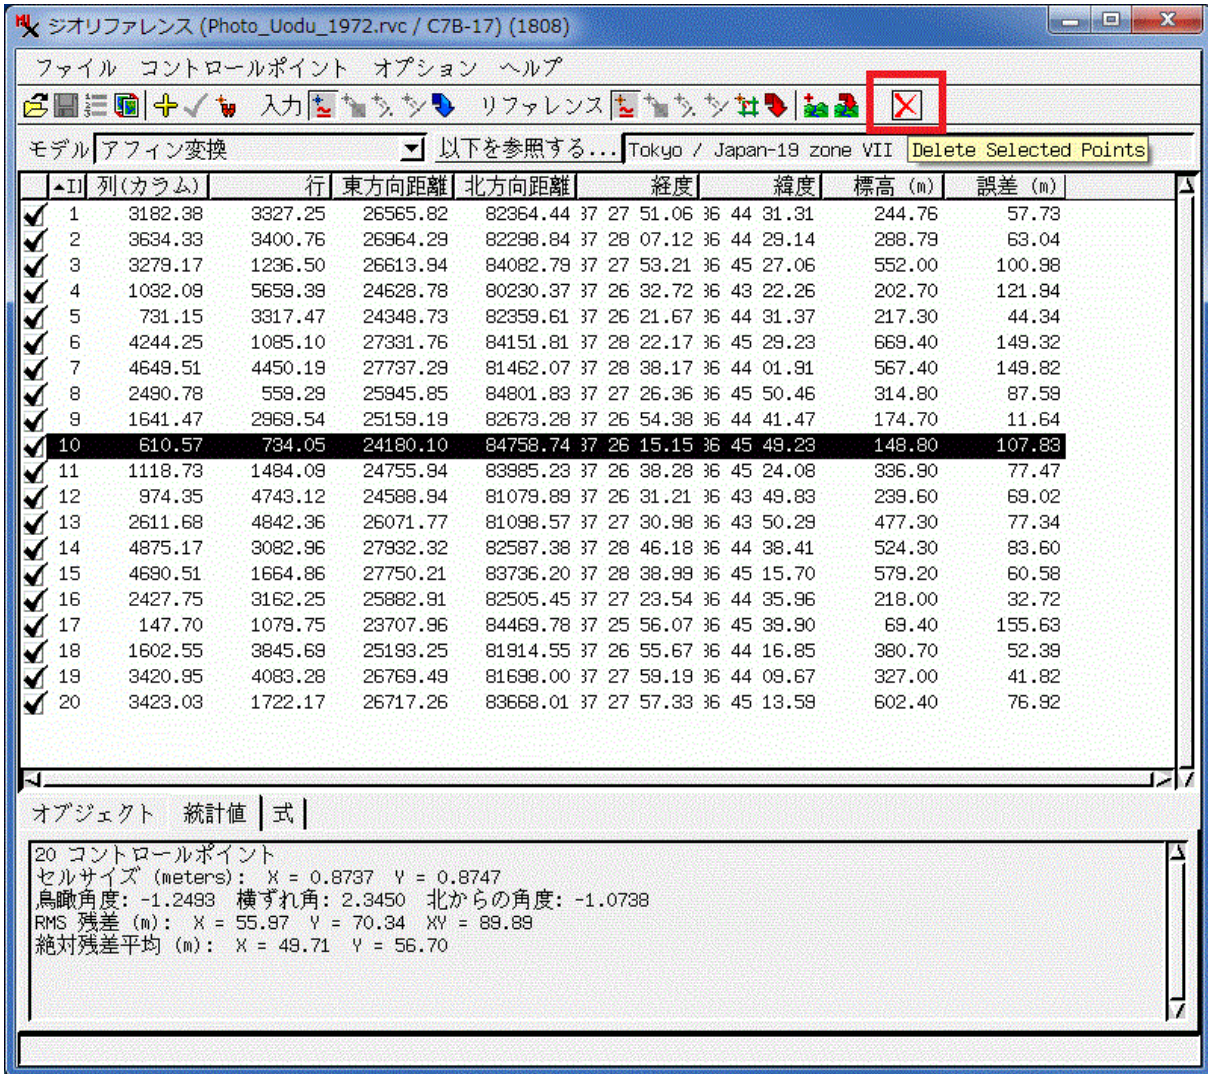 ジオリファレンス (Photo_Uodu_1972.rvc / C7B-17) (1808)
ファイル コントロールポイント オプション ヘルプ
入力 リファレンス
モデル アフィン変換 以下を参照する... Tokyo / Japan-19 zone VII Delete Selected Points
列(カラム) 行 東方向距離 北方向距離 経度 緯度 標高 (m) 誤差 (m)
1 3182.38 3327.25 26565.82 82364.44 37 27 51.06 36 44 31.31 244.76 57.73
2 3634.33 3400.76 26964.29 82298.84 37 28 07.12 36 44 29.14 288.79 63.04
3 3279.17 1236.50 26613.94 84082.79 37 27 53.21 36 45 27.06 552.00 100.98
4 1032.09 5659.39 24628.78 80230.37 37 26 32.72 36 43 22.26 202.70 121.94
5 731.15 3317.47 24348.73 82359.61 37 26 21.67 36 44 31.37 217.30 44.34
6 4244.25 1085.10 27331.76 84151.81 37 28 22.17 36 45 29.23 669.40 149.32
7 4649.51 4450.19 27737.29 81462.07 37 28 38.17 36 44 01.91 567.40 149.82
8 2490.78 559.29 25945.85 84801.83 37 27 26.36 36 45 50.46 314.80 87.59
9 1641.47 2969.54 25159.19 82673.28 37 26 54.38 36 44 41.47 174.70 11.64
10 610.57 734.05 24180.10 84758.74 37 26 15.15 36 45 49.23 148.80 107.83
11 1118.73 1484.09 24755.94 83985.23 37 26 38.28 36 45 24.08 336.90 77.47
12 974.35 4743.12 24588.94 81079.89 37 26 31.21 36 43 49.83 239.60 69.02
13 2611.68 4842.36 26071.77 81098.57 37 27 30.98 36 43 50.29 477.30 77.34
14 4875.17 3082.96 27932.32 82587.38 37 28 46.18 36 44 38.41 524.30 83.60
15 4690.51 1664.86 27750.21 83736.20 37 28 38.99 36 45 15.70 579.20 60.58
16 2427.75 3162.25 25882.91 82505.45 37 27 23.54 36 44 35.96 218.00 32.72
17 147.70 1079.75 23707.96 84469.78 37 25 56.07 36 45 39.90 69.40 155.63
18 1602.55 3845.69 25193.25 81914.55 37 26 55.67 36 44 16.85 380.70 52.39
19 3420.95 4083.28 26769.49 81698.00 37 27 59.19 36 44 09.67 327.00 41.82
20 3423.03 1722.17 26717.26 83668.01 37 27 57.33 36 45 13.59 602.40 76.92
オブジェクト 統計値 式
20 コントロールポイント
セルサイズ (meters): X = 0.8737 Y = 0.8747
鳥瞰角度: -1.2493 横ずれ角: 2.3450 北からの角度: -1.0738
RMS 残差 (m): X = 55.97 Y = 70.34 XY = 89.89
絶対残差平均 (m): X = 49.71 Y = 56.70